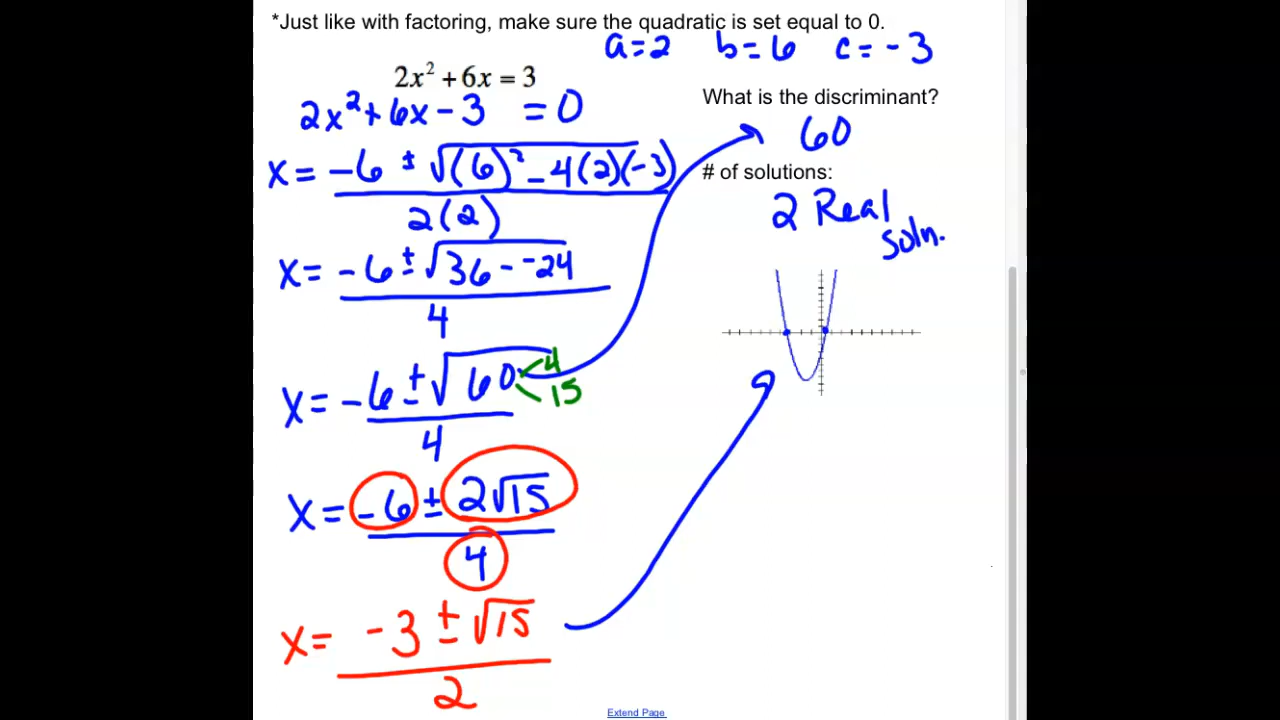 *Just like with factoring, make sure the quadratic is set equal to 0.
a=2 b=6 c=-3
2x² + 6x = 3
2x²+6x-3 =0
What is the discriminant?
60
x= -6 ± √(6)²-4(2)(-3)
2(2)
# of solutions:
2 Real
soln.
x= -6±√36--24
4
x= -6±√60 4
15
4
x= -6 ± 2√15
4
x= -3 ± √15
2
Extend Page